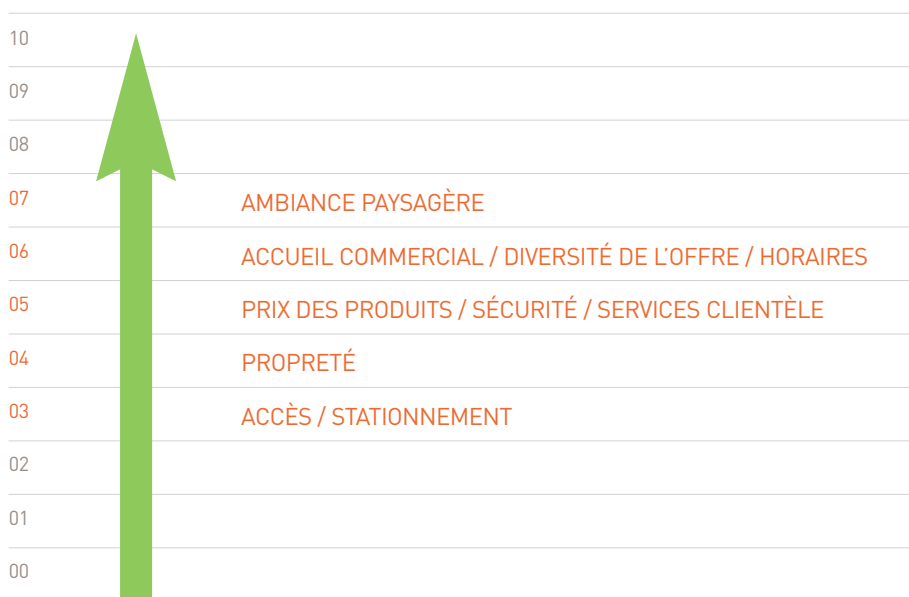 10
09
08
07 AMBIANCE PAYSAGÈRE
06 ACCUEIL COMMERCIAL / DIVERSITÉ DE L'OFFRE / HORAIRES
05 PRIX DES PRODUITS / SÉCURITÉ / SERVICES CLIENTÈLE
04 PROPRETÉ
03 ACCÈS / STATIONNEMENT
02
01
00